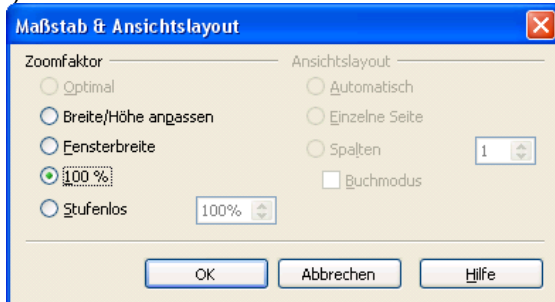 Maßstab & Ansichtslayout
Zoomfaktor
Optimal
Breite/Höhe anpassen
Fensterbreite
100 %
Stufenlos
100%
Ansichtslayout
Automatisch
Einzelne Seite
Spalten
1
Buchmodus
OK
Abbrechen
Hilfe